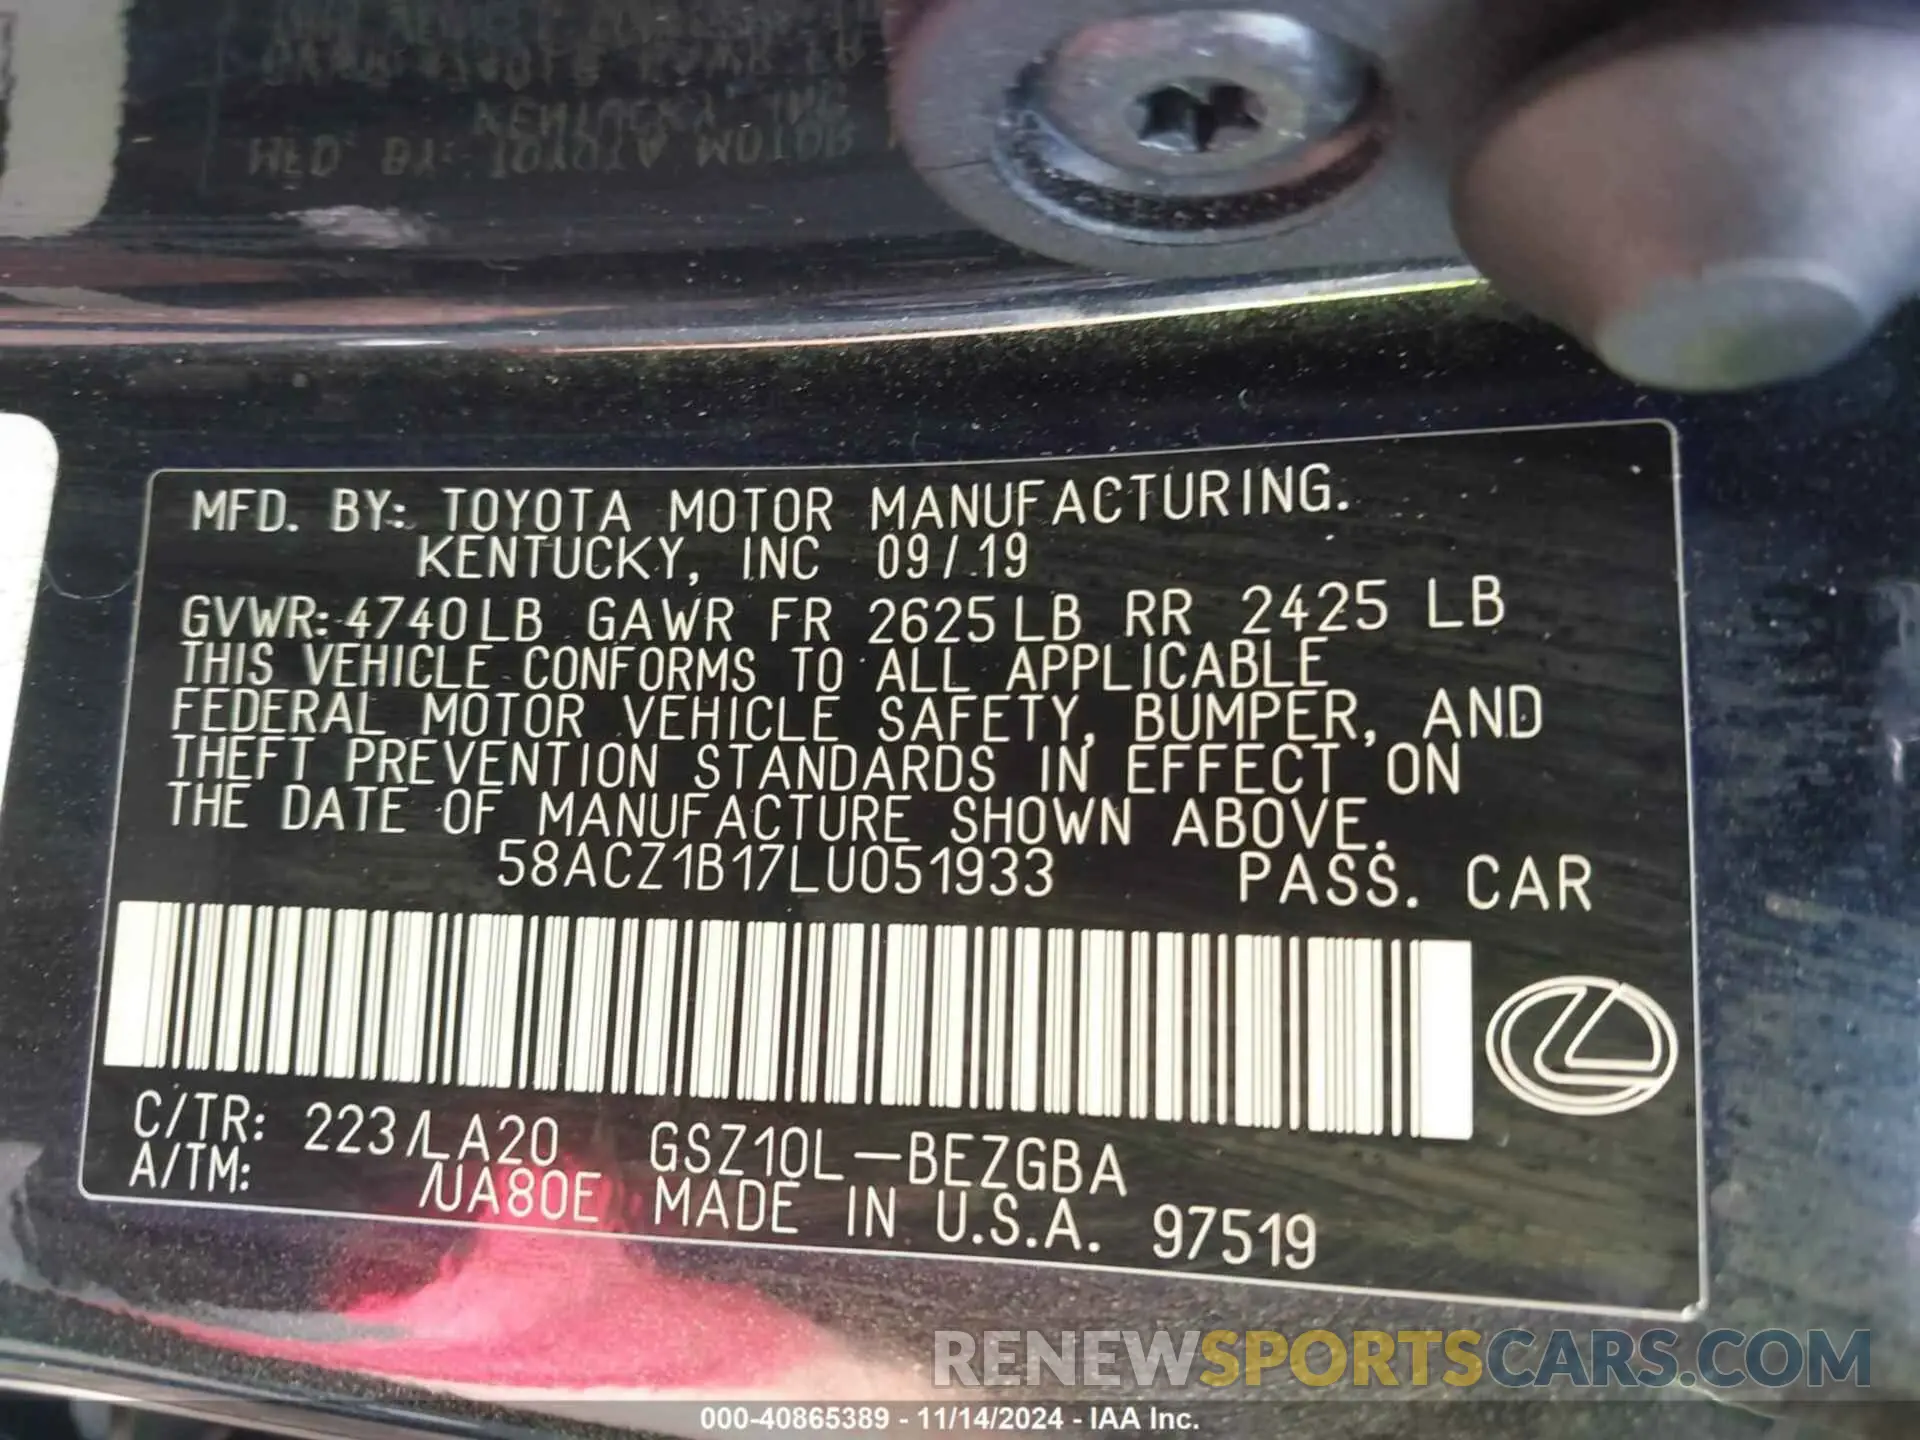 MFD. BY: TOYOTA MOTOR MANUFACTURING.
KENTUCKY, INC 09/19
GVWR: 4740LB GAWR FR 2625LB RR 2425 LB
THIS VEHICLE CONFORMS TO ALL APPLICABLE
FEDERAL MOTOR VEHICLE SAFETY, BUMPER, AND
THEFT PREVENTION STANDARDS IN EFFECT ON
THE DATE OF MANUFACTURE SHOWN ABOVE.
58ACZ1B17LU051933 PASS. CAR
C/TR: 223/LA20 GSZ10L-BEZGBA
A/TM: /UA80E MADE IN U.S.A. 97519
RENEWSPORTSCARS.COM
000-40865389 - 11/14/2024 - IAA Inc.